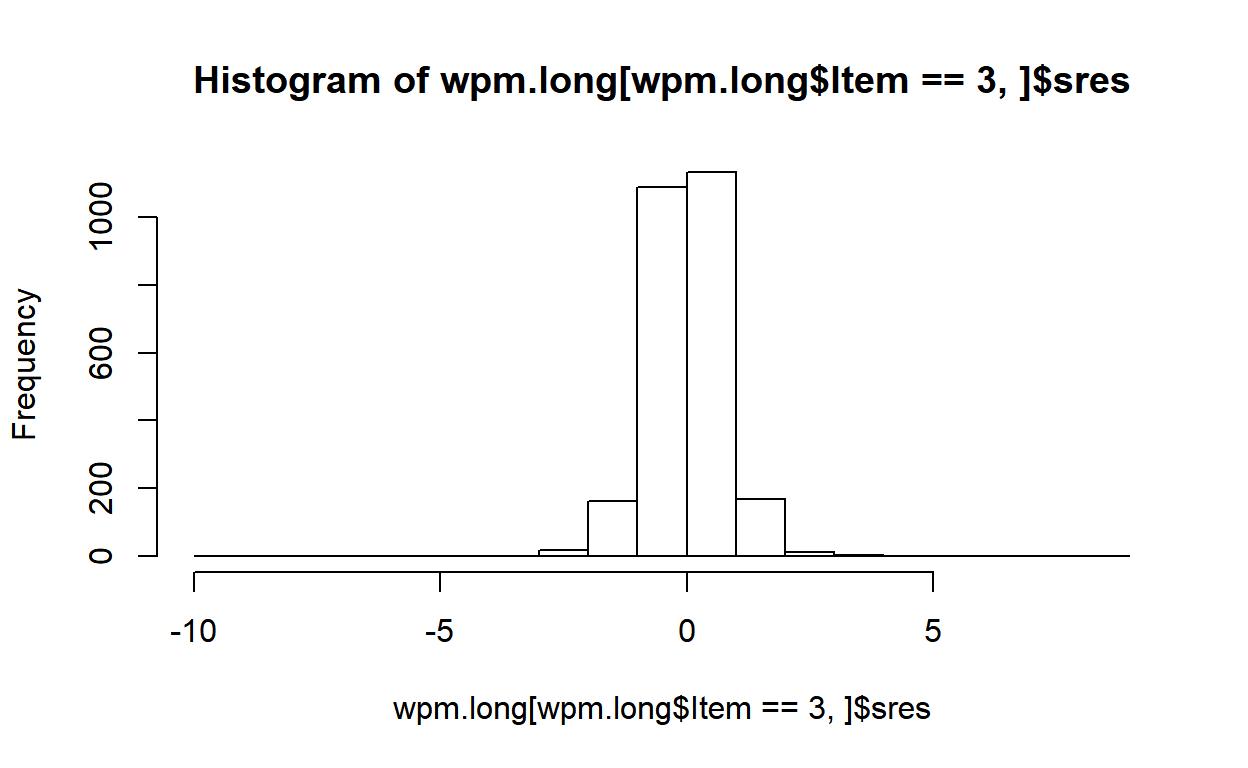 Histogram of wpm.long[wpm.long$Item == 3, ]$sres
Frequency
1000
600
200
0
-10 -5 0 5
wpm.long[wpm.long$Item == 3, ]$sres